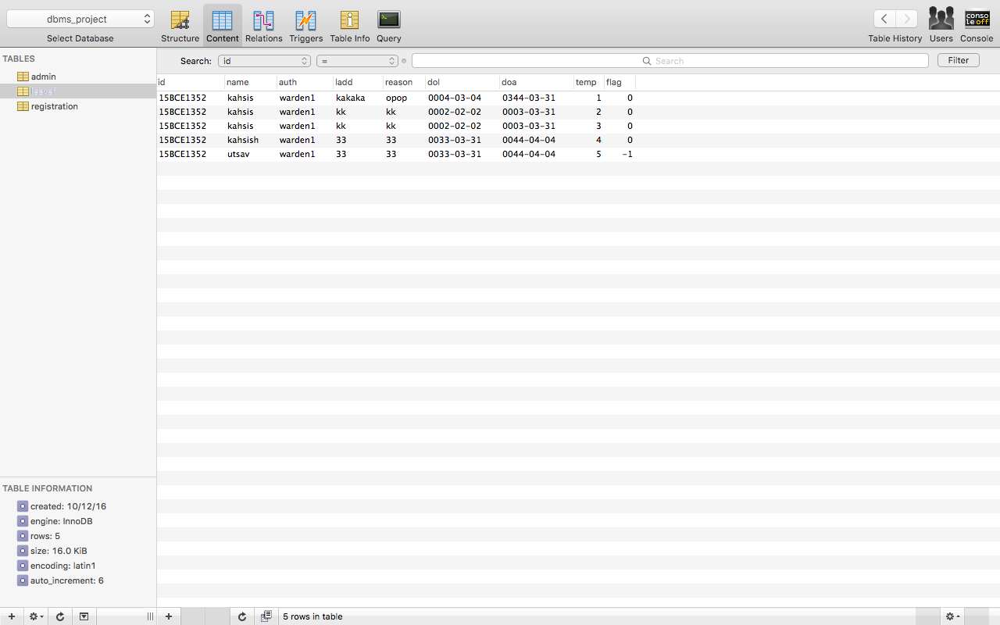 dbms_project
Select Database
Structure
Content
Relations
Triggers
Table Info
Query
Table History
Users
conso
le off
Console
TABLES
admin
registration
Search: id = Search Filter
id name auth ladd reason dol doa temp flag
15BCE1352 kahsis warden1 kakaka opop 0004-03-04 0344-03-31 1 0
15BCE1352 kahsis warden1 kk kk 0002-02-02 0003-03-31 2 0
15BCE1352 kahsis warden1 kk kk 0002-02-02 0003-03-31 3 0
15BCE1352 kahsish warden1 33 33 0033-03-31 0044-04-04 4 0
15BCE1352 utsav warden1 33 33 0033-03-31 0044-04-04 5 -1
TABLE INFORMATION
created: 10/12/16
engine: InnoDB
rows: 5
size: 16.0 KiB
encoding: latin1
auto_increment: 6
5 rows in table